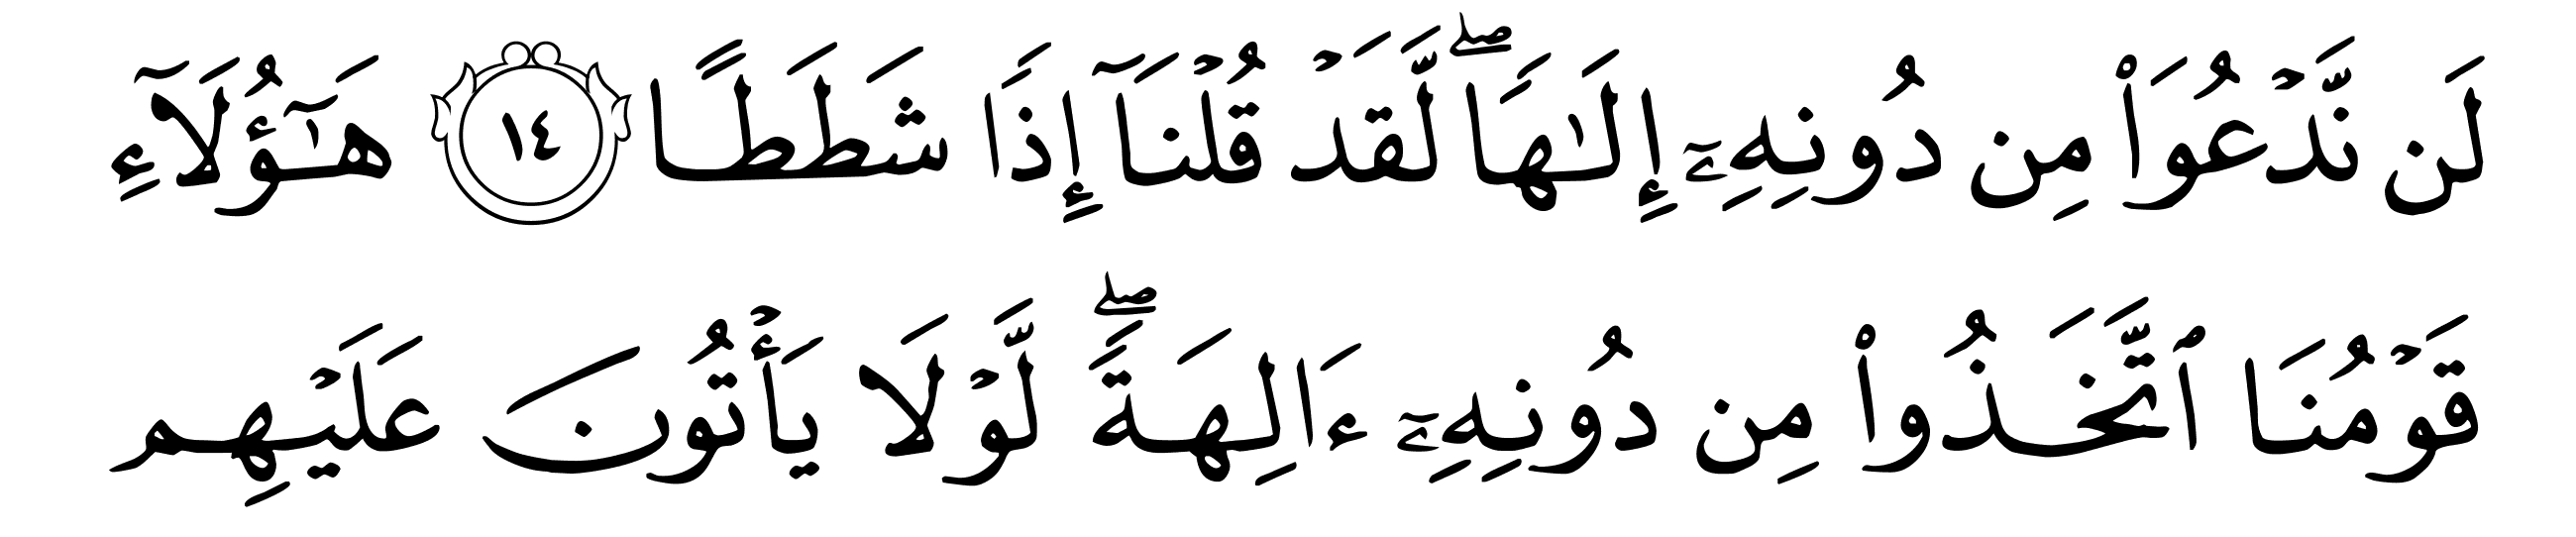 لَن نَّدۡعُوَاْ مِن دُونِهِۦٓ إِلَٰهٗاۖ لَّقَدۡ قُلۡنَآ إِذٗا شَطَطًا ١٤ هَٰٓؤُلَآءِ
قَوۡمُنَا ٱتَّخَذُواْ مِن دُونِهِۦٓ ءَالِهَةٗۖ لَّوۡلَا يَأۡتُونَ عَلَيۡهِم